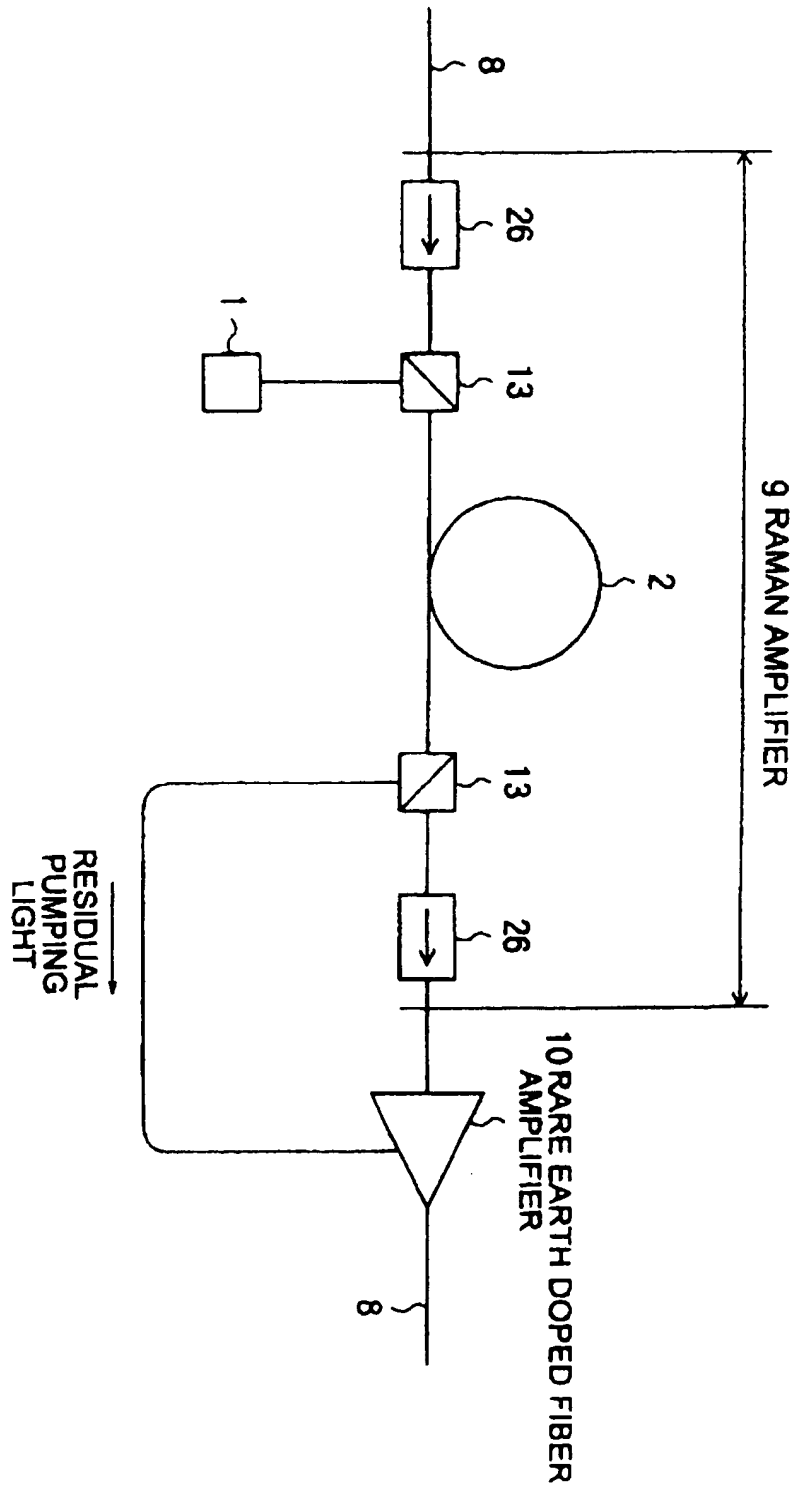 9 RAMAN AMPLIFIER
8
26
13
2
13
26
10 RARE EARTH DOPED FIBER
AMPLIFIER
1
8
RESIDUAL
PUMPING
LIGHT